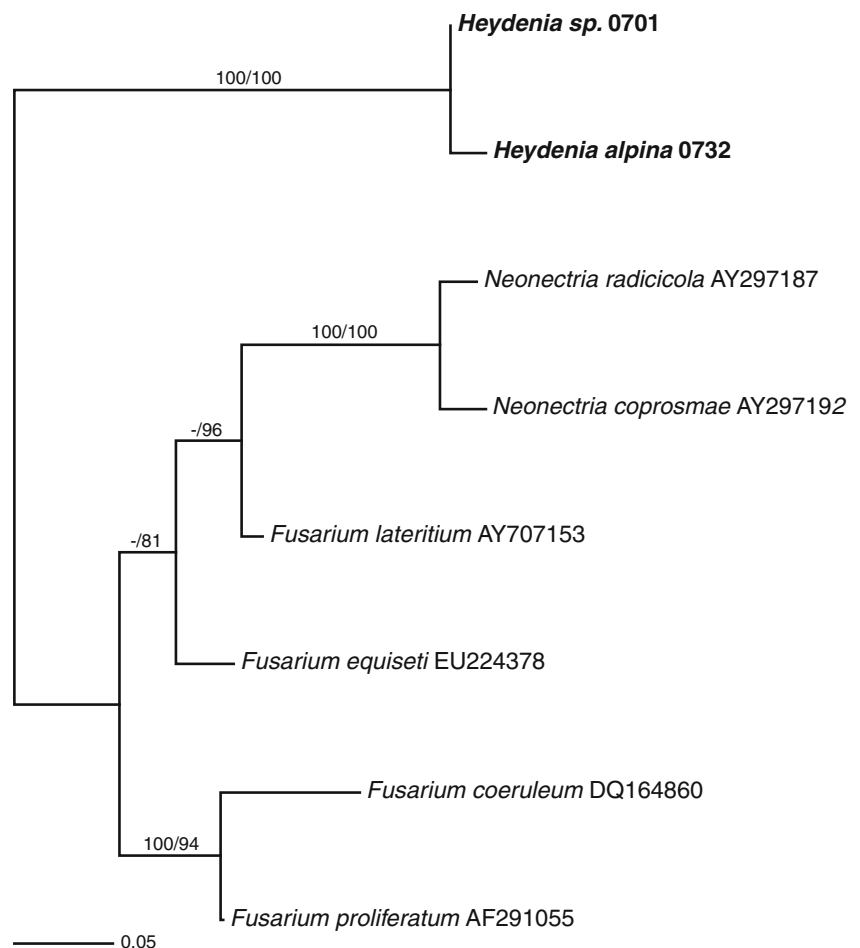 Heydenia sp. 0701
100/100
Heydenia alpina 0732
Neonectria radicicola AY297187
100/100
Neonectria coprosmae AY297192
-/96
Fusarium lateritium AY707153
-/81
Fusarium equiseti EU224378
Fusarium coeruleum DQ164860
100/94
Fusarium proliferatum AF291055
0.05